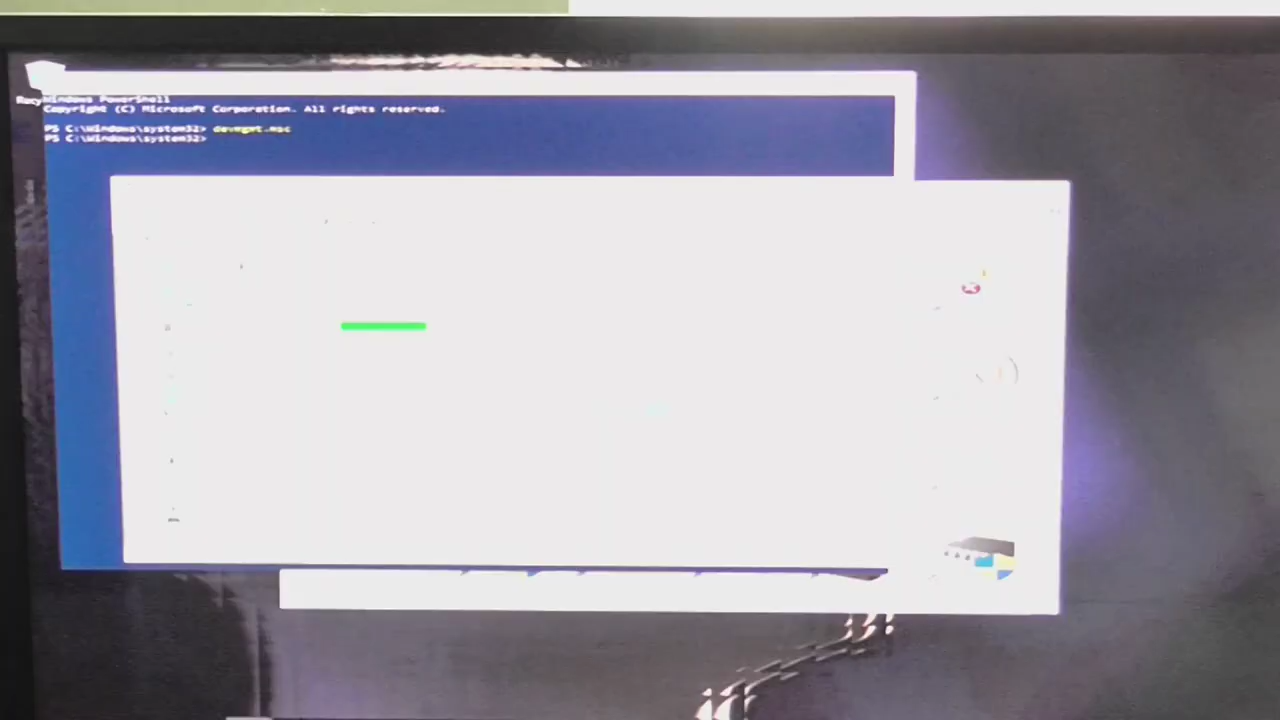 Windows PowerShell
Copyright (C) Microsoft Corporation. All rights reserved.
PS C:\Windows\system32> devmgmt.msc
PS C:\Windows\system32>